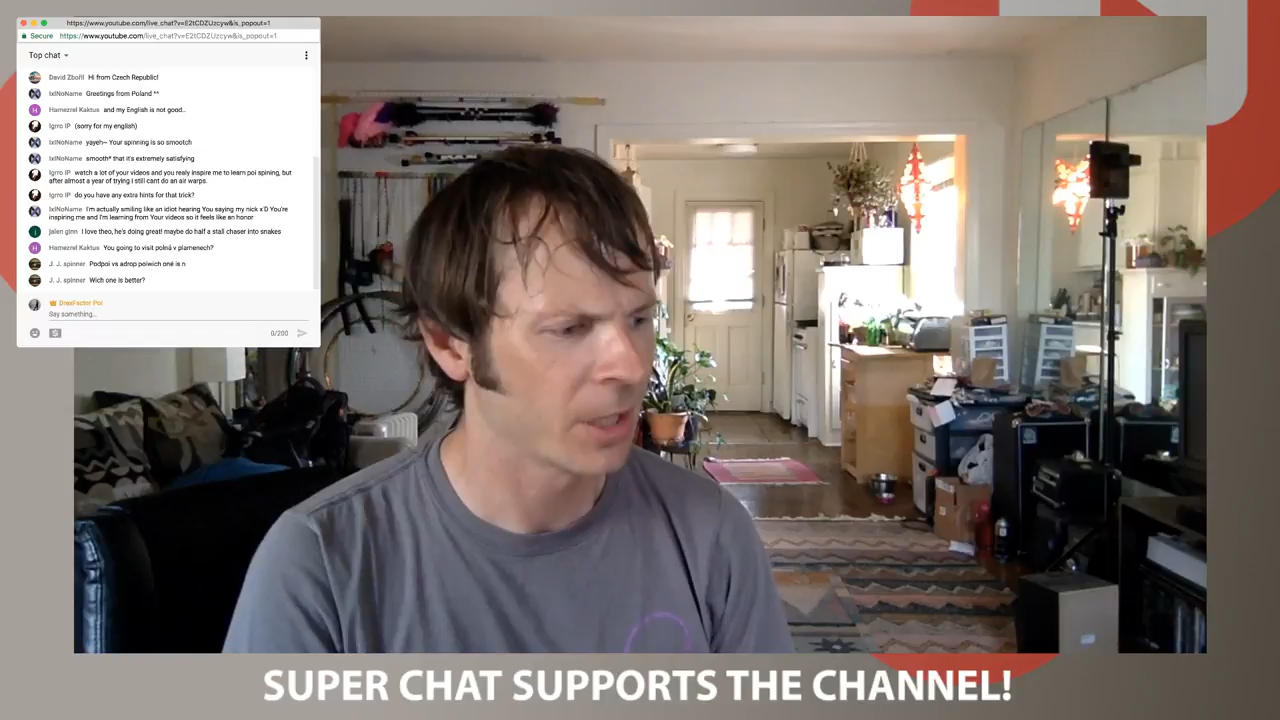 https://www.youtube.com/live_chat?v=E2tCDZUzcyw&is_popout=1
Secure https://www.youtube.com/live_chat?v=E2tCDZUzcyw&is_popout=1
Top chat
David Zbořil Hi from Czech Republic!
IxINoName Greetings from Poland ^^
Hamezrel Kaktus and my English is not good..
Igrro IP (sorry for my english)
IxINoName yayeh~ Your spinning is so smootch
IxINoName smooth* that it's extremely satisfying
Igrro IP watch a lot of your videos and you realy inspire me to learn poi spining, but
after almost a year of trying I still cant do an air warps.
Igrro IP do you have any extra hints for that trick?
IxINoName I'm actually smiling like an idiot hearing You saying my nick x'D You're
inspiring me and I'm learning from Your videos so it feels like an honor
jalen ginn I love theo, he's doing great! maybe do half a stall chaser into snakes
Hamezrel Kaktus You going to visit polná v plamenech?
J. J. spinner Podpoi vs adrop poiwich oné is n
J. J. spinner Wich one is better?
DrexFactor Poi
Say something...
0/200
SUPER CHAT SUPPORTS THE CHANNEL!